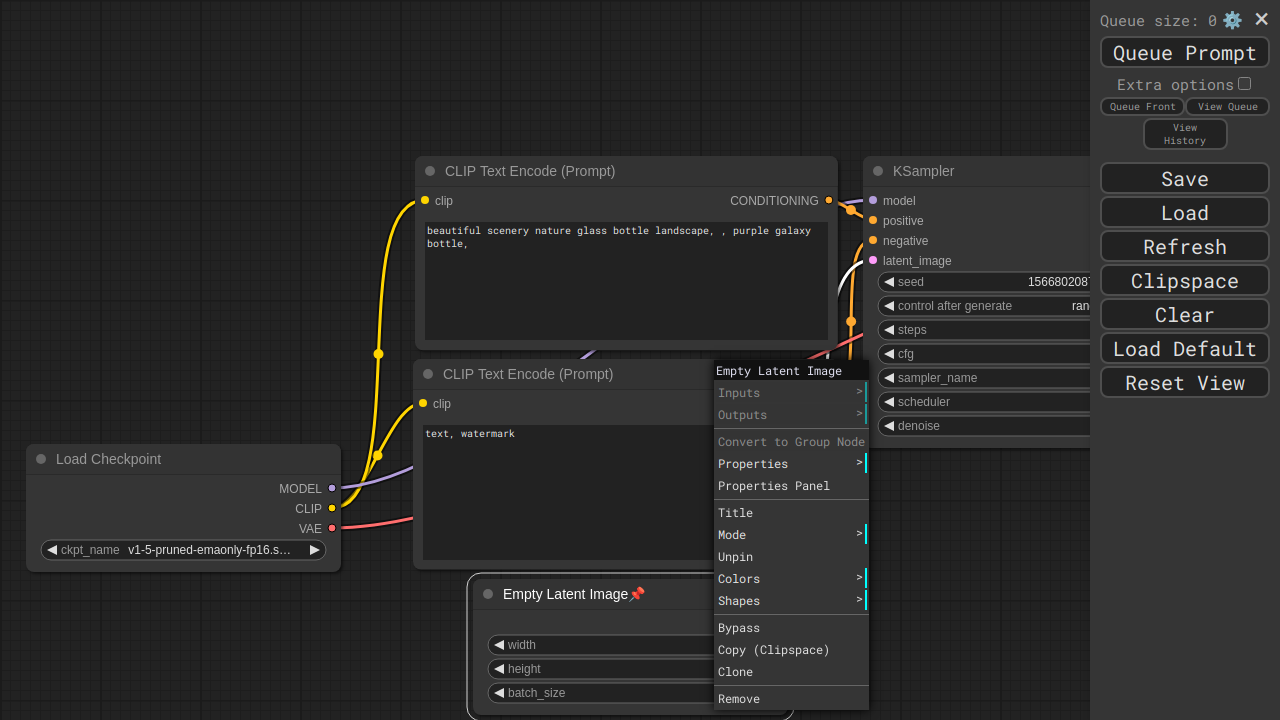 Queue size: 0
Queue Prompt
Extra options
Queue Front
View Queue
View
History
Save
Load
Refresh
Clipspace
Clear
Load Default
Reset View
CLIP Text Encode (Prompt)
clip
CONDITIONING
beautiful scenery nature glass bottle landscape, , purple galaxy
bottle,
KSampler
model
positive
negative
latent_image
seed
control after generate
steps
cfg
sampler_name
scheduler
denoise
CLIP Text Encode (Prompt)
clip
text, watermark
Load Checkpoint
MODEL
CLIP
VAE
ckpt_name v1-5-pruned-emaonly-fp16.s…
Empty Latent Image
width
height
batch_size
Empty Latent Image
Inputs >
Outputs >
Convert to Group Node
Properties >
Properties Panel
Title
Mode >
Unpin
Colors >
Shapes >
Bypass
Copy (Clipspace)
Clone
Remove